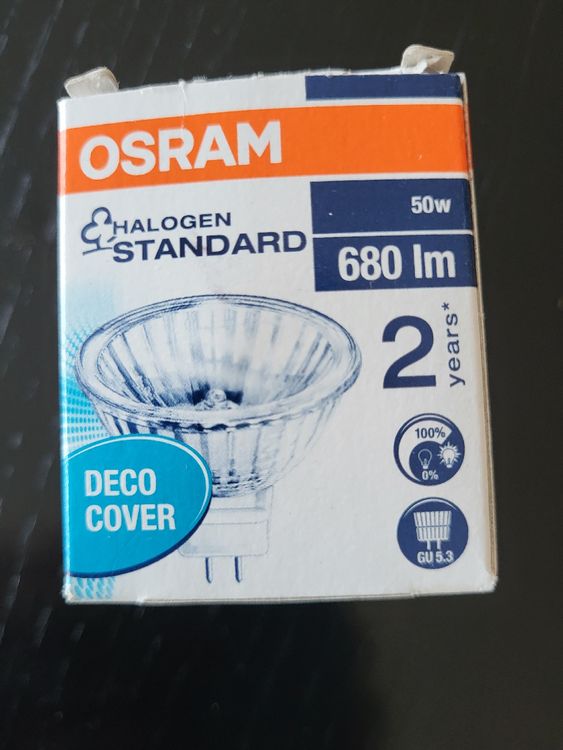 OSRAM
50w
HALOGEN
STANDARD
680 lm
2
years*
100%
0%
DECO
COVER
GU 5.3